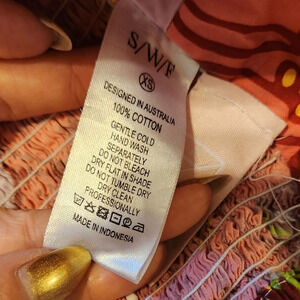 S/W/F
XS
DESIGNED IN AUSTRALIA
100% COTTON
GENTLE COLD
HAND WASH
SEPARATELY
DO NOT BLEACH
DRY FLAT IN SHADE
DO NOT TUMBLE DRY
DRY CLEAN
PROFESSIONALLY
MADE IN INDONESIA